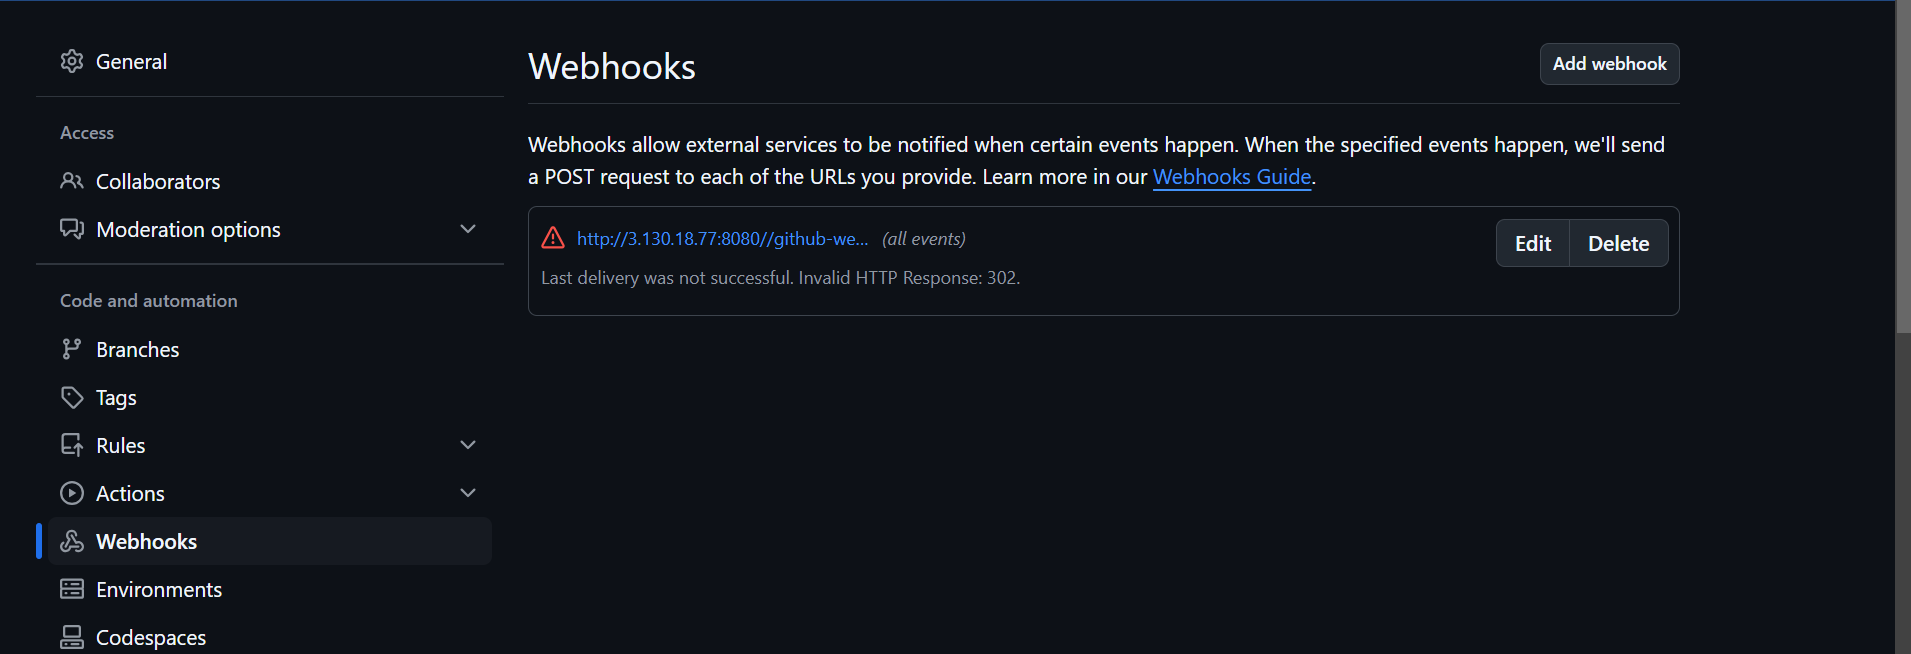 General
Access
Collaborators
Moderation options
Code and automation
Branches
Tags
Rules
Actions
Webhooks
Environments
Codespaces
Webhooks
Add webhook
Webhooks allow external services to be notified when certain events happen. When the specified events happen, we'll send
a POST request to each of the URLs you provide. Learn more in our Webhooks Guide.
http://3.130.18.77:8080//github-we... (all events)
Edit
Delete
Last delivery was not successful. Invalid HTTP Response: 302.